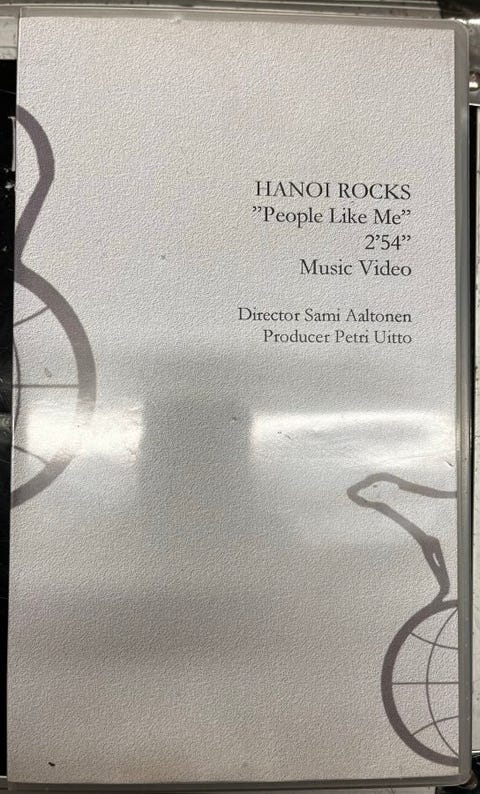 HANOI ROCKS
”People Like Me”
2’54”
Music Video
Director Sami Aaltonen
Producer Petri Uitto